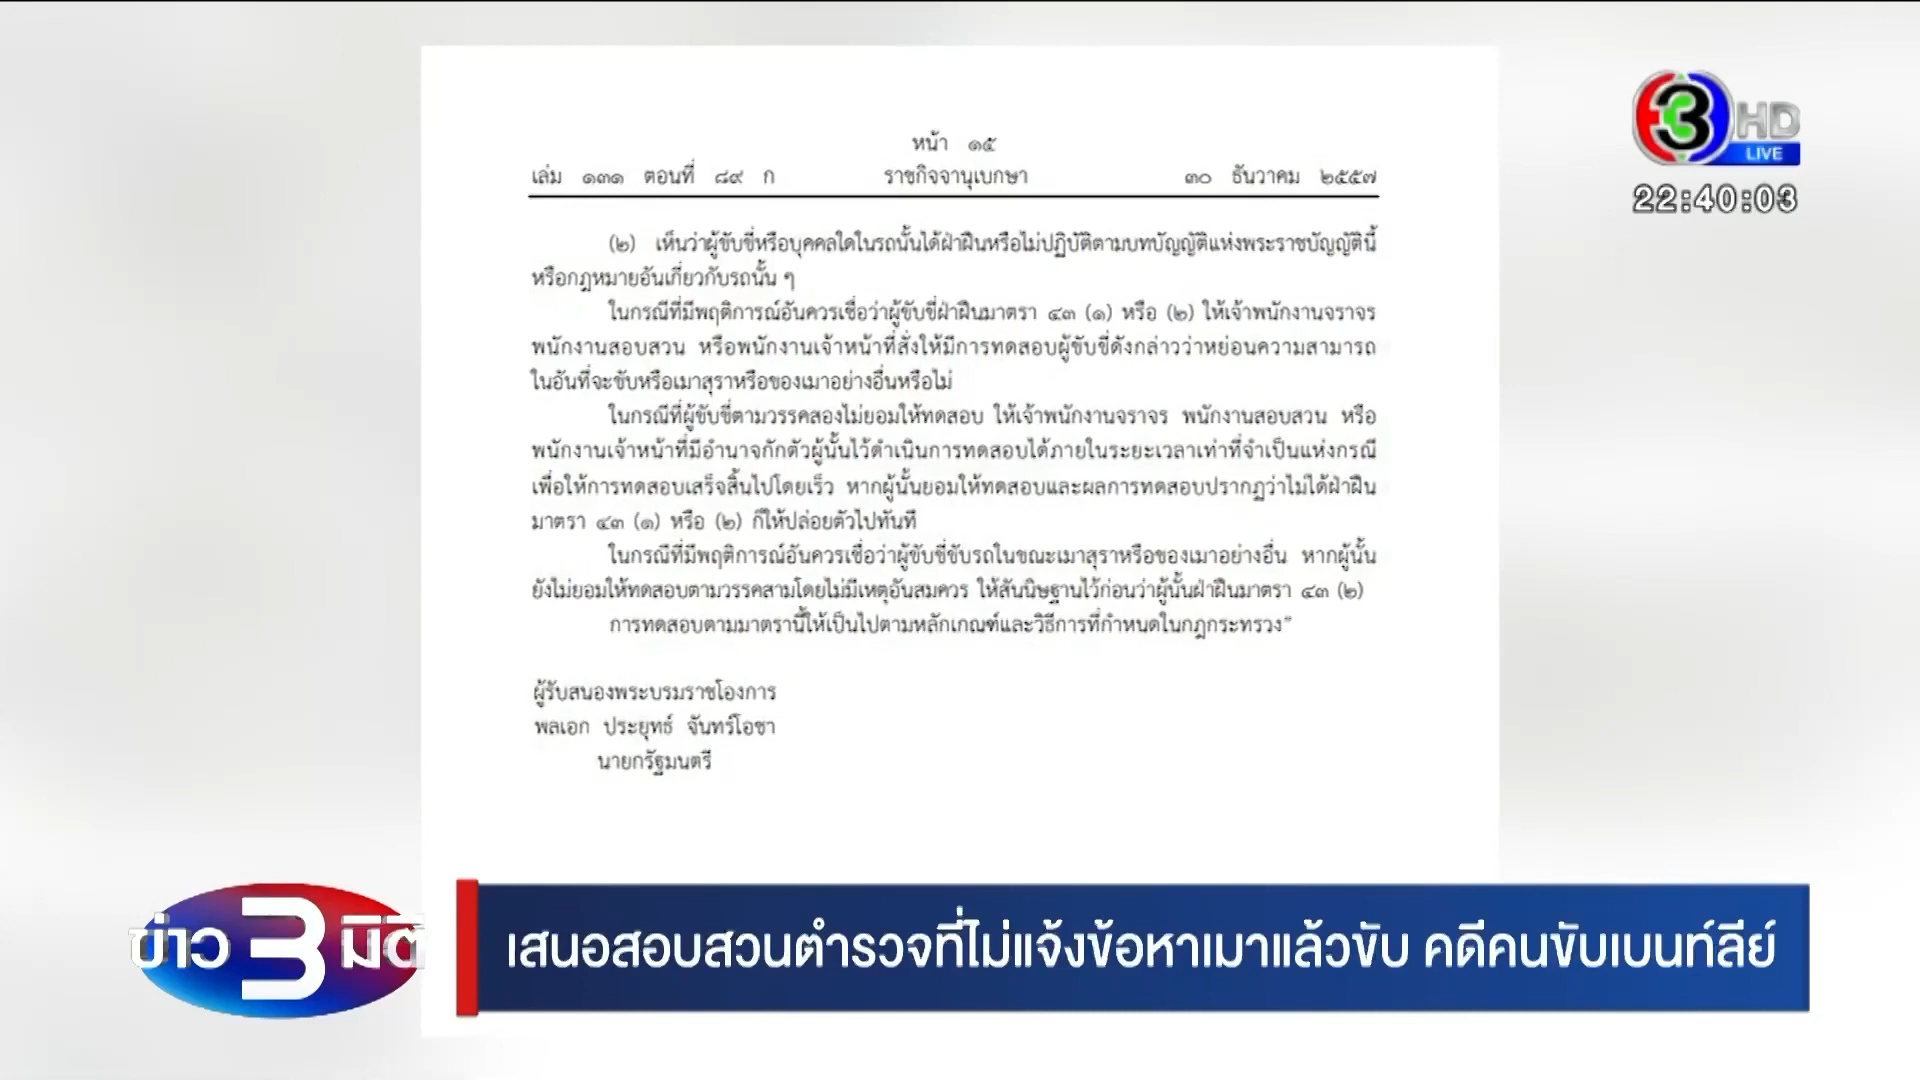 หน้า ๑๕
เล่ม ๑๓๑ ตอนที่ ๘๙ ก ราชกิจจานุเบกษา ๓๐ ธันวาคม ๒๕๕๗
(๒) เห็นว่าผู้ขับขี่หรือบุคคลใดในรถนั้นได้ฝ่าฝืนหรือไม่ปฏิบัติตามบทบัญญัติแห่งพระราชบัญญัตินี้
หรือกฎหมายอันเกี่ยวกับรถนั้น ๆ
ในกรณีที่มีพฤติการณ์อันควรเชื่อว่าผู้ขับขี่ฝ่าฝืนมาตรา ๔๓ (๑) หรือ (๒) ให้เจ้าพนักงานจราจร
พนักงานสอบสวน หรือพนักงานเจ้าหน้าที่สั่งให้มีการทดสอบผู้ขับขี่ดังกล่าวว่าหย่อนความสามารถ
ในอันที่จะขับหรือเมาสุราหรือของเมาอย่างอื่นหรือไม่
ในกรณีที่ผู้ขับขี่ตามวรรคสองไม่ยอมให้ทดสอบ ให้เจ้าพนักงานจราจร พนักงานสอบสวน หรือ
พนักงานเจ้าหน้าที่มีอำนาจกักตัวผู้นั้นไว้ดำเนินการทดสอบได้ภายในระยะเวลาเท่าที่จำเป็นแห่งกรณี
เพื่อให้การทดสอบเสร็จสิ้นไปโดยเร็ว หากผู้นั้นยอมให้ทดสอบและผลการทดสอบปรากฏว่าไม่ได้ฝ่าฝืน
มาตรา ๔๓ (๑) หรือ (๒) ก็ให้ปล่อยตัวไปทันที
ในกรณีที่มีพฤติการณ์อันควรเชื่อว่าผู้ขับขี่ขับรถในขณะเมาสุราหรือของเมาอย่างอื่น หากผู้นั้น
ยังไม่ยอมให้ทดสอบตามวรรคสามโดยไม่มีเหตุอันสมควร ให้สันนิษฐานไว้ก่อนว่าผู้นั้นฝ่าฝืนมาตรา ๔๓ (๒)
การทดสอบตามมาตรานี้ให้เป็นไปตามหลักเกณฑ์และวิธีการที่กำหนดในกฎกระทรวง”
ผู้รับสนองพระบรมราชโองการ
พลเอก ประยุทธ์ จันทร์โอชา
นายกรัฐมนตรี
3 HD
LIVE
22:40:03
ข่าว 3 มิติ
เสนอสอบสวนตำรวจที่ไม่แจ้งข้อหาเมาแล้วขับ คดีคนขับเบนท์ลีย์